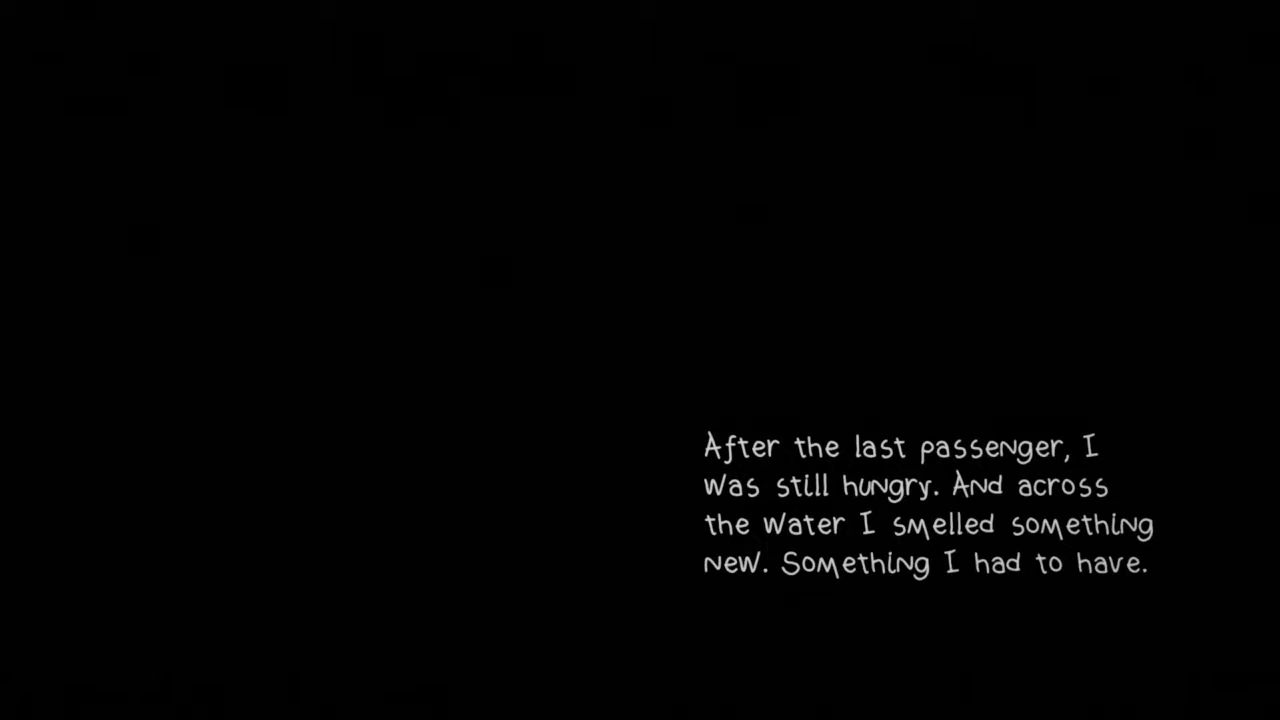 After the last passenger, I
was still hungry. And across
the water I smelled something
new. Something I had to have.